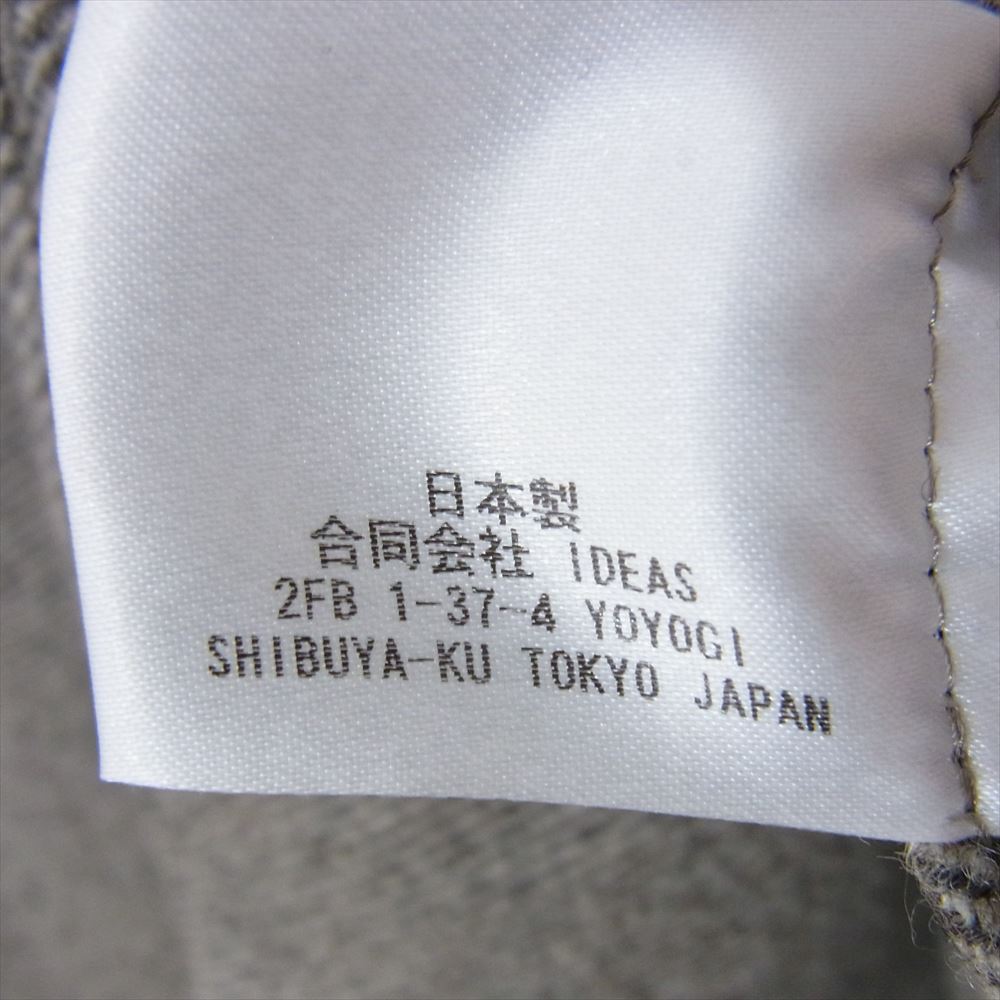 日本製
合同会社 IDEAS
2FB 1-37-4 YOYOGI
SHIBUYA-KU TOKYO JAPAN